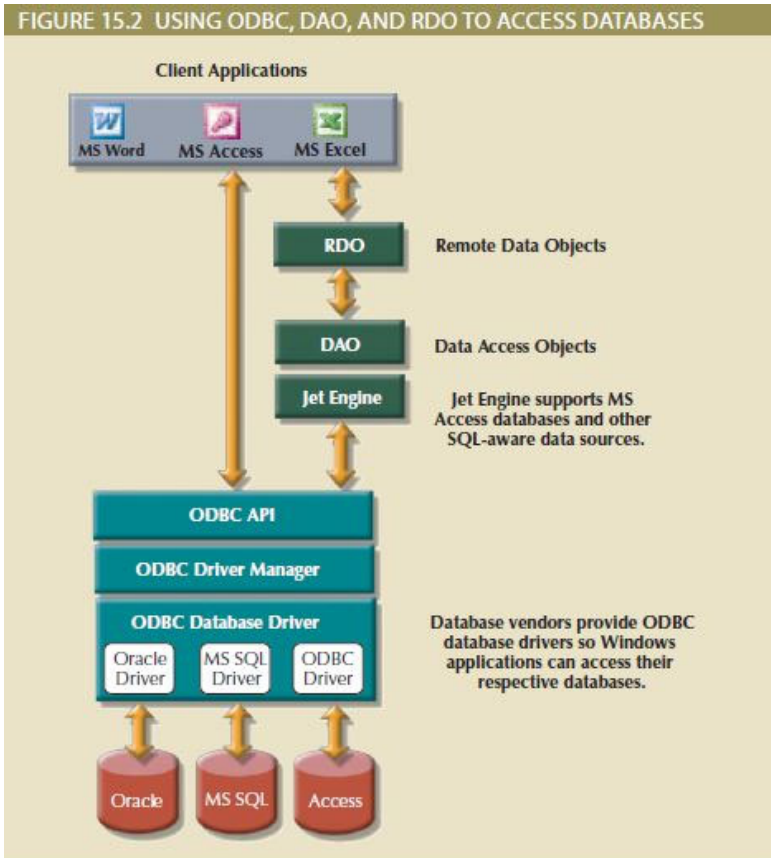 FIGURE 15.2 USING ODBC, DAO, AND RDO TO ACCESS DATABASES
Client Applications
MS Word
MS Access
MS Excel
RDO
Remote Data Objects
DAO
Data Access Objects
Jet Engine
Jet Engine supports MS
Access databases and other
SQL-aware data sources.
ODBC API
ODBC Driver Manager
ODBC Database Driver
Oracle
Driver
MS SQL
Driver
ODBC
Driver
Database vendors provide ODBC
database drivers so Windows
applications can access their
respective databases.
Oracle
MS SQL
Access